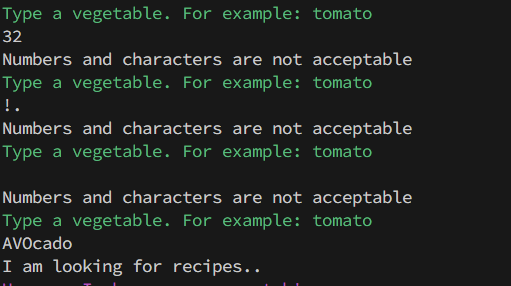 Type a vegetable. For example: tomato
32
Numbers and characters are not acceptable
Type a vegetable. For example: tomato
!.
Numbers and characters are not acceptable
Type a vegetable. For example: tomato
Numbers and characters are not acceptable
Type a vegetable. For example: tomato
AVOcado
I am looking for recipes..